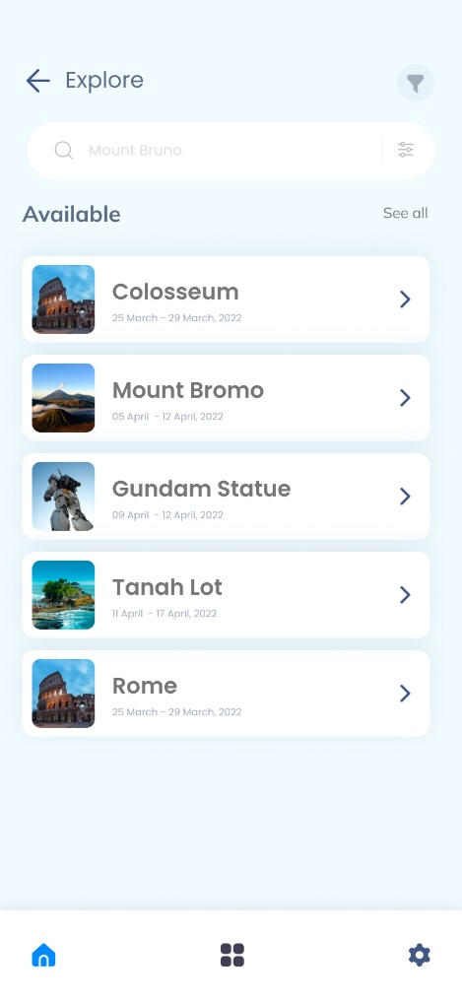 Explore
Mount Bruno
Available
See all
Colosseum
25 March - 29 March, 2022
Mount Bromo
05 April - 12 April, 2022
Gundam Statue
09 April - 12 April, 2022
Tanah Lot
11 April - 17 April, 2022
Rome
25 March - 29 March, 2022